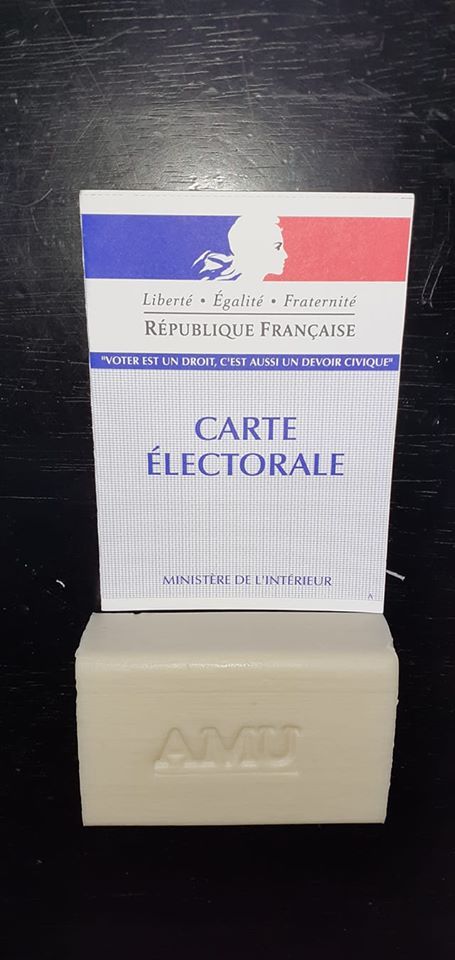 Liberté • Égalité • Fraternité
RÉPUBLIQUE FRANÇAISE
"VOTER EST UN DROIT, C'EST AUSSI UN DEVOIR CIVIQUE"
CARTE
ÉLECTORALE
MINISTÈRE DE L'INTÉRIEUR
A
AMU